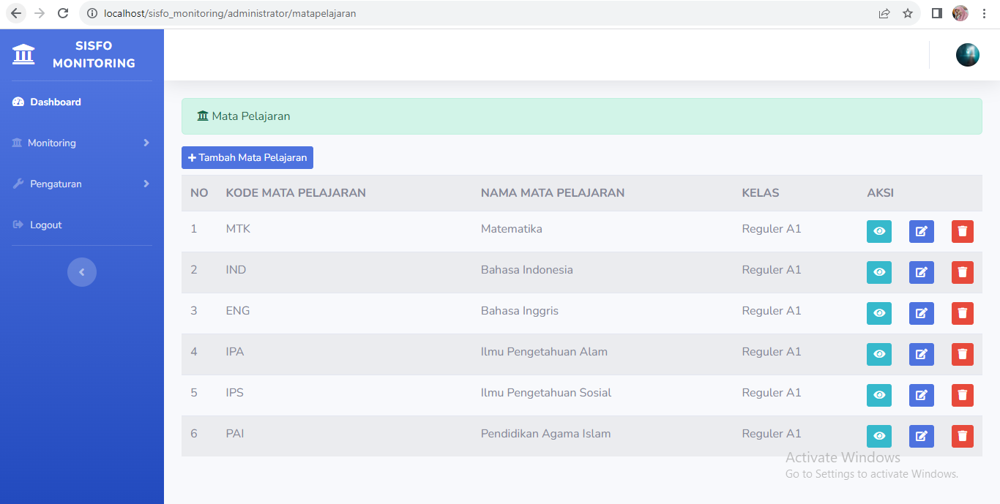 localhost/sisfo_monitoring/administrator/matapelajaran
SISFO
MONITORING
Dashboard
Monitoring
Pengaturan
Logout
Mata Pelajaran
Tambah Mata Pelajaran
NO KODE MATA PELAJARAN NAMA MATA PELAJARAN KELAS AKSI
1 MTK Matematika Reguler A1
2 IND Bahasa Indonesia Reguler A1
3 ENG Bahasa Inggris Reguler A1
4 IPA Ilmu Pengetahuan Alam Reguler A1
5 IPS Ilmu Pengetahuan Sosial Reguler A1
6 PAI Pendidikan Agama Islam Reguler A1
Activate Windows
Go to Settings to activate Windows.